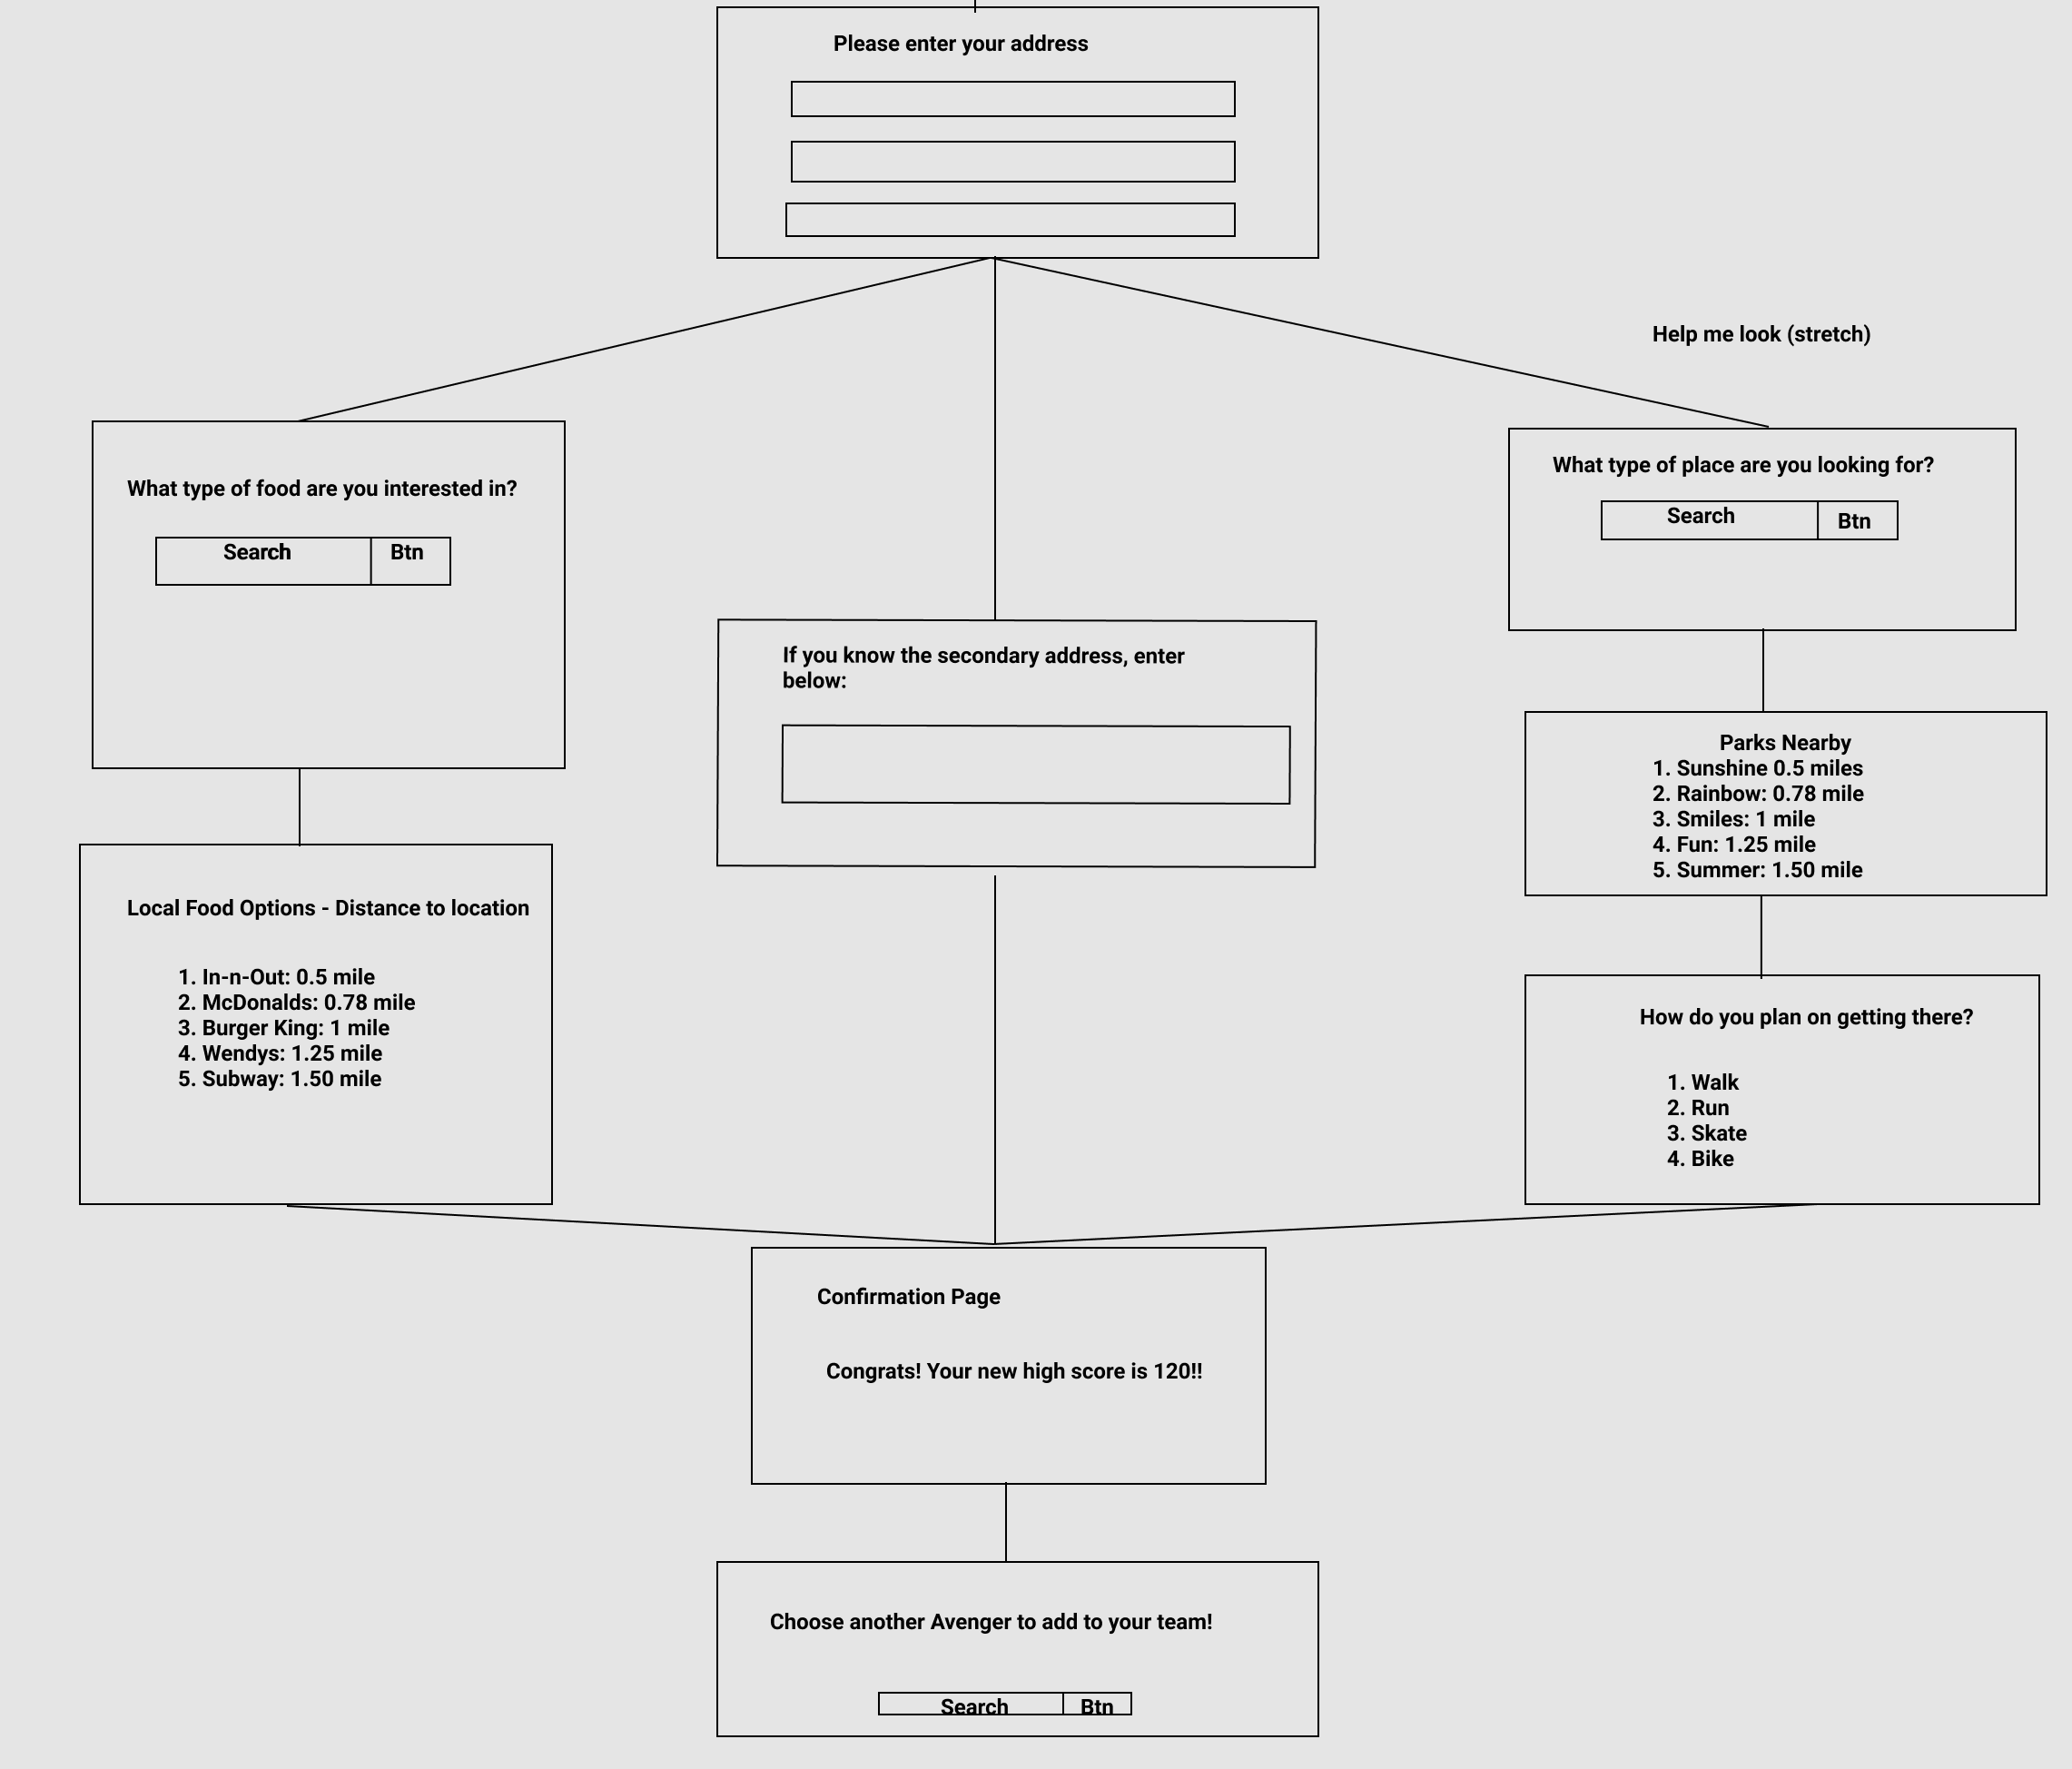 Please enter your address
Help me look (stretch)
What type of food are you interested in?
Search
Btn
What type of place are you looking for?
Search
Btn
If you know the secondary address, enter
below:
Parks Nearby
1. Sunshine 0.5 miles
2. Rainbow: 0.78 mile
3. Smiles: 1 mile
4. Fun: 1.25 mile
5. Summer: 1.50 mile
Local Food Options - Distance to location
1. In-n-Out: 0.5 mile
2. McDonalds: 0.78 mile
3. Burger King: 1 mile
4. Wendys: 1.25 mile
5. Subway: 1.50 mile
How do you plan on getting there?
1. Walk
2. Run
3. Skate
4. Bike
Confirmation Page
Congrats! Your new high score is 120!!
Choose another Avenger to add to your team!
Search
Btn